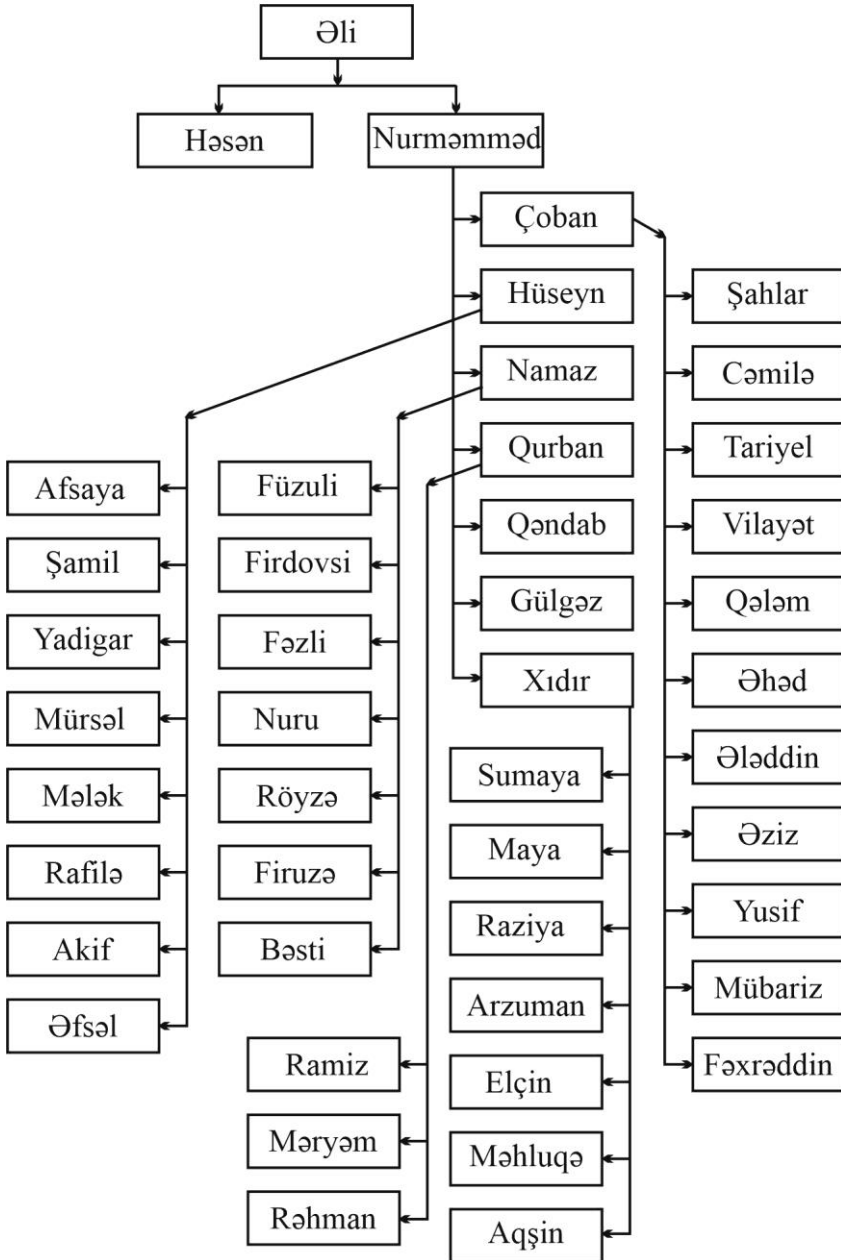 Əli
Həsən
Nurməmməd
Çoban
Hüseyn
Namaz
Qurban
Qəndab
Gülgəz
Xıdır
Şahlar
Cəmilə
Tariyel
Vilayət
Qələm
Əhəd
Ələddin
Əziz
Yusif
Mübariz
Fəxrəddin
Afsaya
Şamil
Yadigar
Mürsəl
Mələk
Rafilə
Akif
Əfsəl
Füzuli
Firdovsi
Fəzli
Nuru
Röyzə
Firuzə
Bəsti
Ramiz
Məryəm
Rəhman
Sumaya
Maya
Raziya
Arzuman
Elçin
Məhluqə
Aqşin